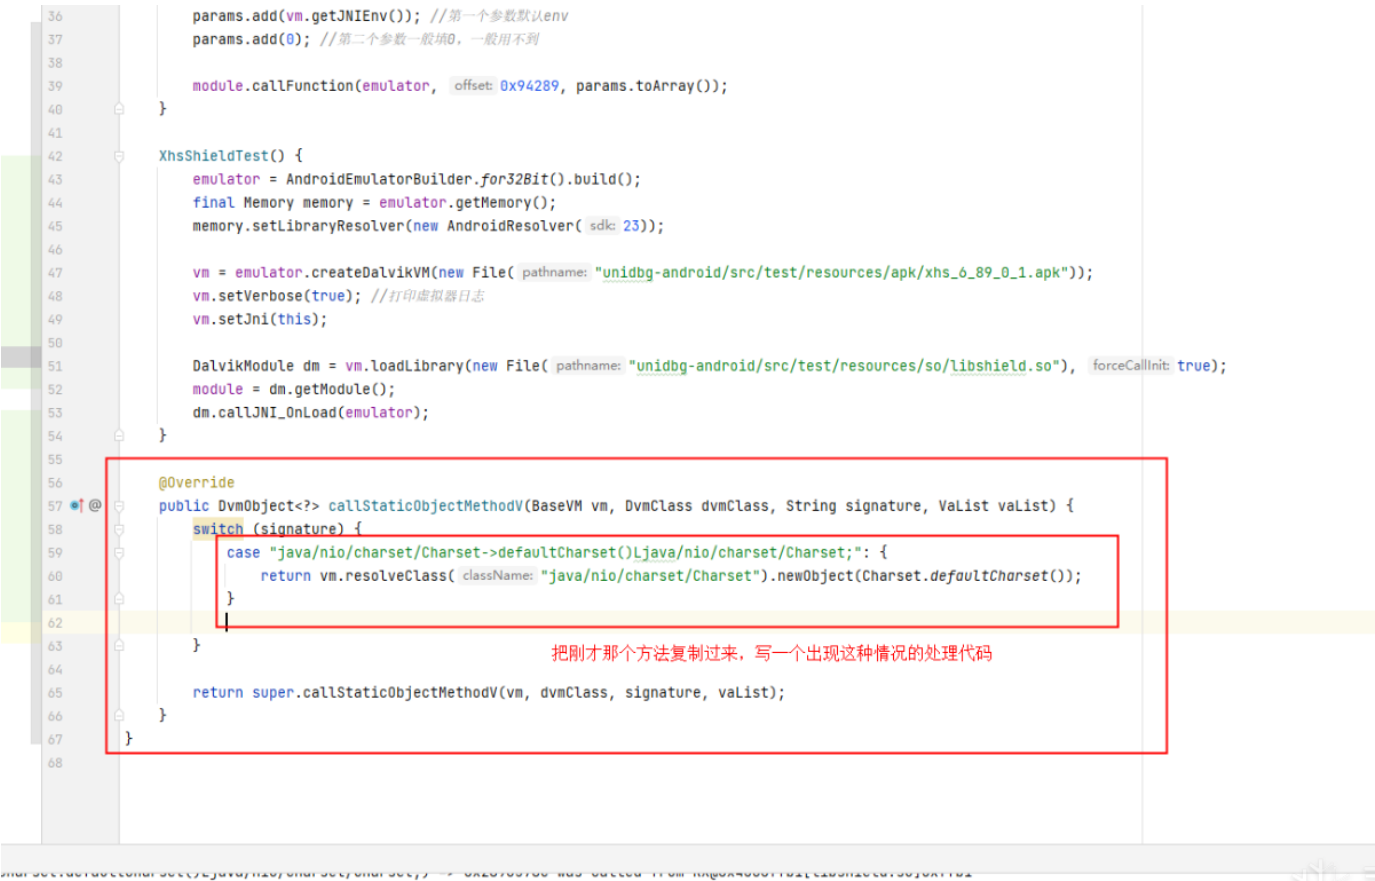 36 params.add(vm.getJNIEnv()); //第一个参数默认env
37 params.add(0); //第二个参数一般填0，一般用不到
38
39 module.callFunction(emulator, offset: 0x94289, params.toArray());
40 }
41
42 XhsShieldTest() {
43 emulator = AndroidEmulatorBuilder.for32Bit().build();
44 final Memory memory = emulator.getMemory();
45 memory.setLibraryResolver(new AndroidResolver( sdk: 23));
46
47 vm = emulator.createDalvikVM(new File( pathname: "unidbg-android/src/test/resources/apk/xhs_6_89_0_1.apk"));
48 vm.setVerbose(true); //打印虚拟器日志
49 vm.setJni(this);
50
51 DalvikModule dm = vm.loadLibrary(new File( pathname: "unidbg-android/src/test/resources/so/libshield.so"), forceCallInit: true);
52 module = dm.getModule();
53 dm.callJNI_OnLoad(emulator);
54 }
55
56 @Override
57 @ public DvmObject<?> callStaticObjectMethodV(BaseVM vm, DvmClass dvmClass, String signature, VaList vaList) {
58 switch (signature) {
59 case "java/nio/charset/Charset->defaultCharset()Ljava/nio/charset/Charset;": {
60 return vm.resolveClass( className: "java/nio/charset/Charset").newObject(Charset.defaultCharset());
61 }
62
63 }
把刚才那个方法复制过来，写一个出现这种情况的处理代码
64
65 return super.callStaticObjectMethodV(vm, dvmClass, signature, vaList);
66 }
67 }
68